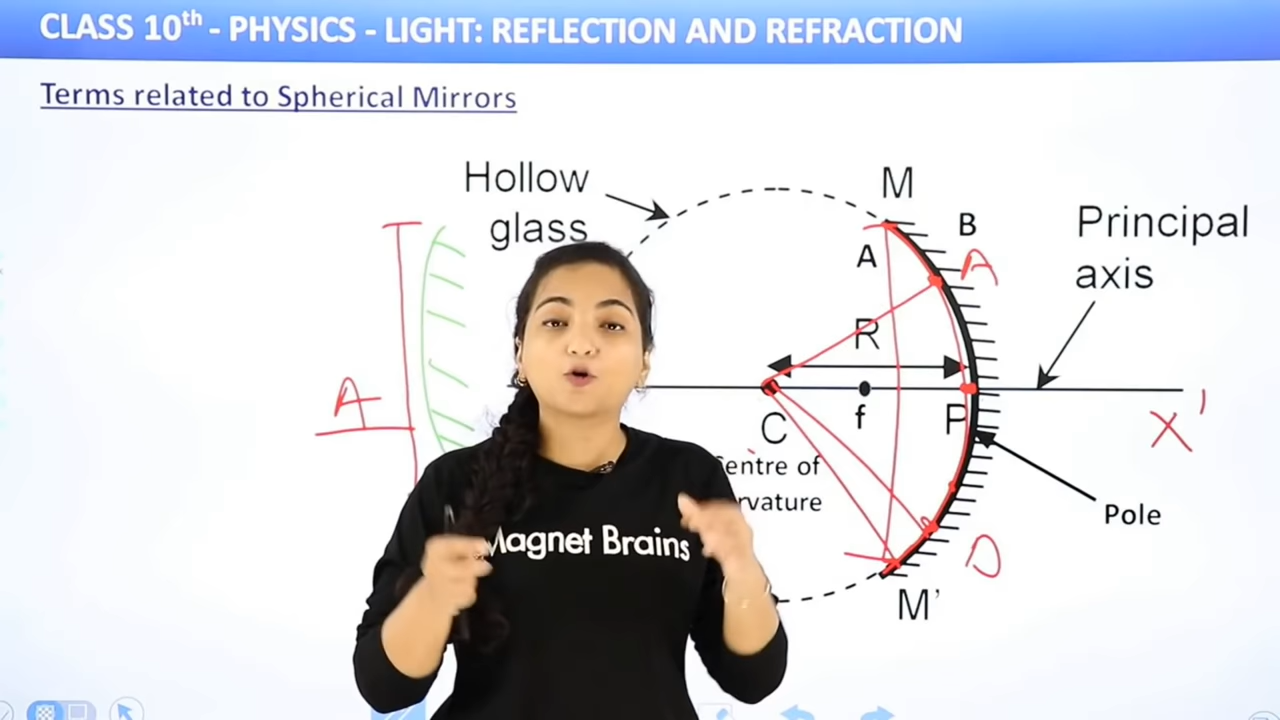 CLASS 10th - PHYSICS - LIGHT: REFLECTION AND REFRACTION
Terms related to Spherical Mirrors
Hollow
glass
M
B
A
A
Principal
axis
R
A
C
f
P
X'
of
Pole
Magnet Brains
D
M'